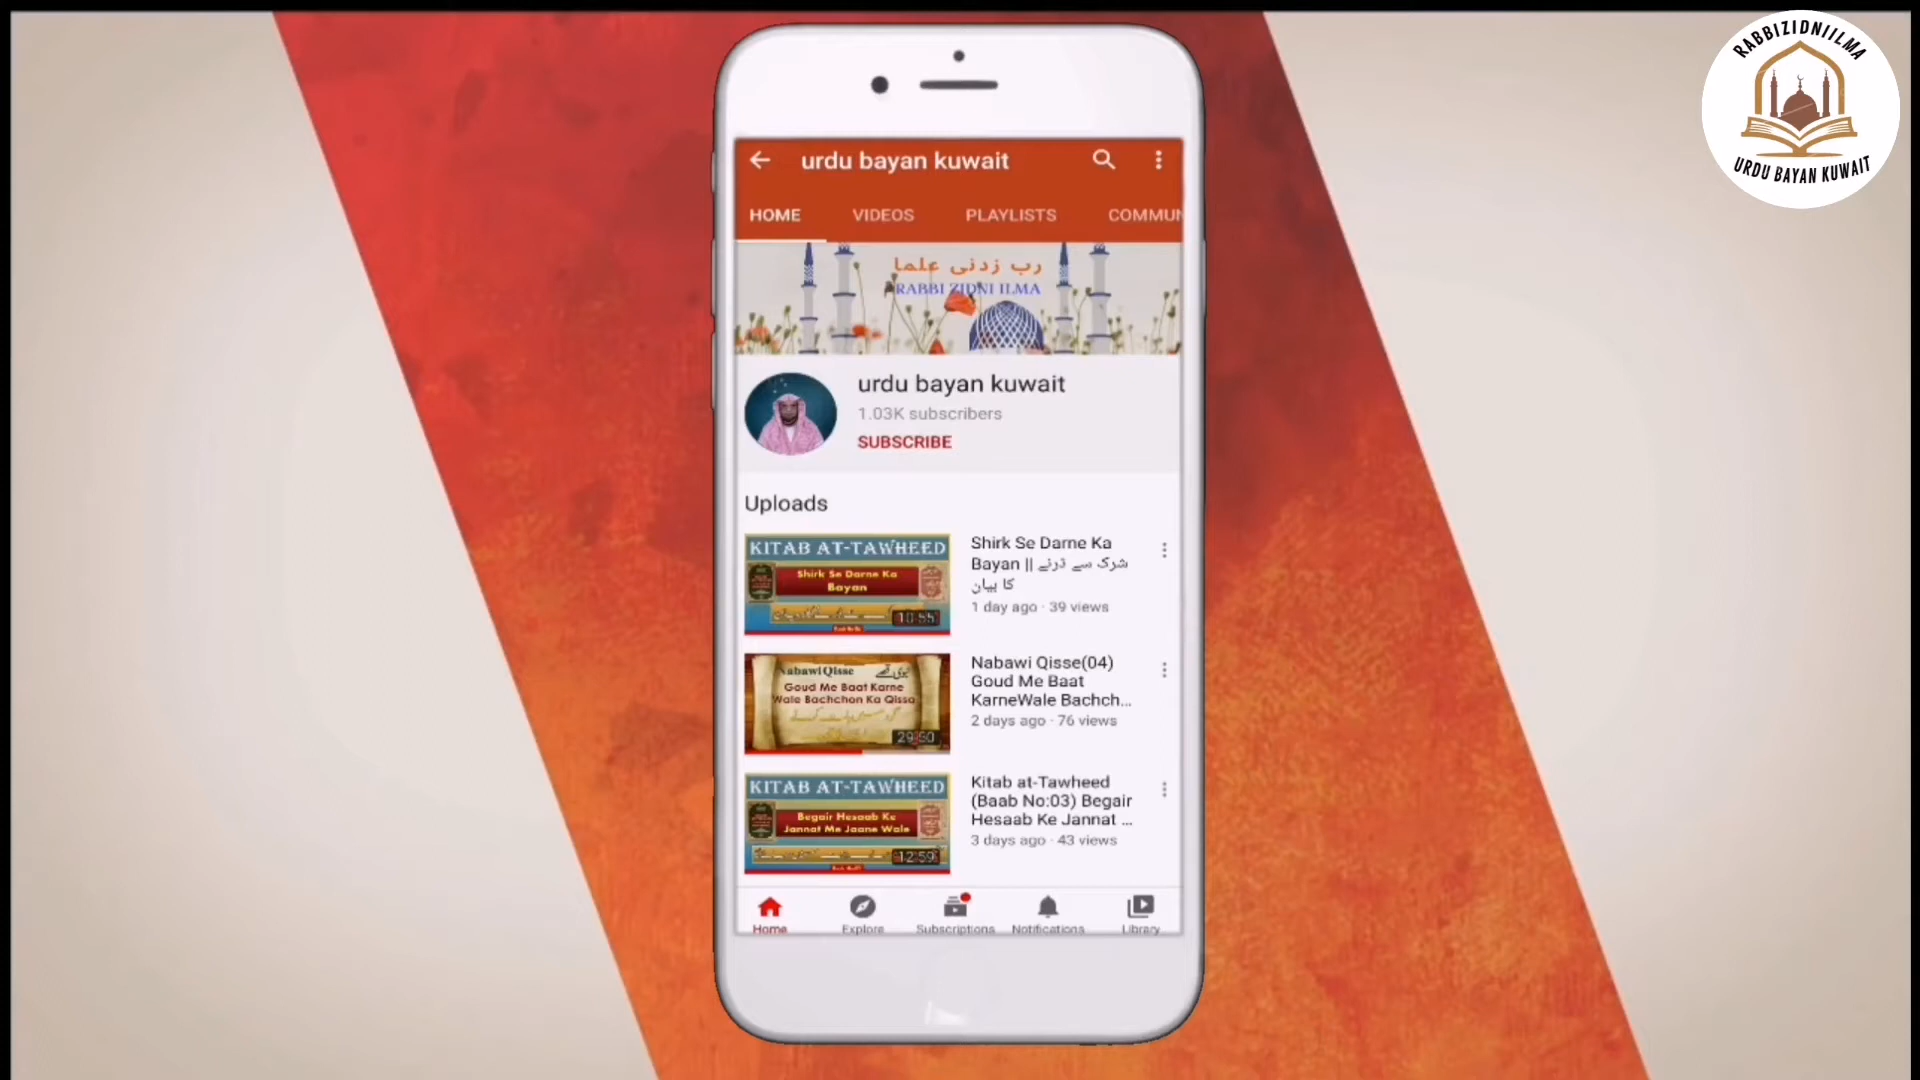 RABBIZIDNIILMA
URDU BAYAN KUWAIT
urdu bayan kuwait
HOME VIDEOS PLAYLISTS COMMUN
رب زدنی علما
RABBI ZIDNI ILMA
urdu bayan kuwait
1.03K subscribers
SUBSCRIBE
Uploads
KITAB AT-TAWHEED
Shirk Se Darne Ka
Bayan
10:55
Shirk Se Darne Ka
Bayan || شرک سے ڈرنے
کا بیان
1 day ago · 39 views
Nabawi Qisse نبوی قصے
Goud Me Baat Karne
Wale Bachchon Ka Qissa
29:50
Nabawi Qisse(04)
Goud Me Baat
KarneWale Bachch...
2 days ago · 76 views
KITAB AT-TAWHEED
Begair Hesaab Ke
Jannat Me Jaane Wale
12:59
Kitab at-Tawheed
(Baab No:03) Begair
Hesaab Ke Jannat ...
3 days ago · 43 views
Home Explore Subscriptions Notifications Library